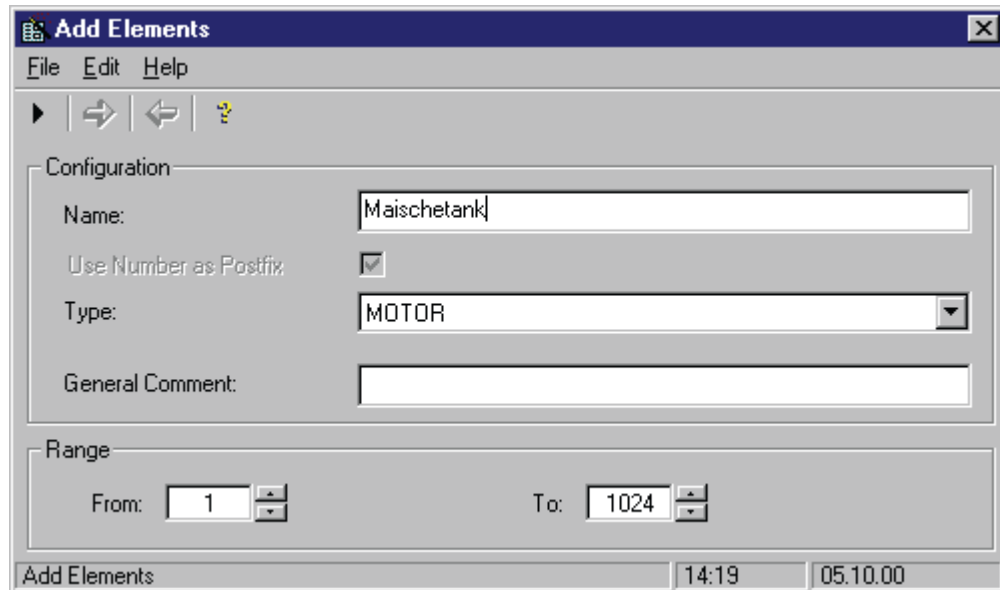 Add Elements
File Edit Help
Configuration
Name: Maischetank
Use Number as Postfix
Type: MOTOR
General Comment:
Range
From: 1 To: 1024
Add Elements 14:19 05.10.00